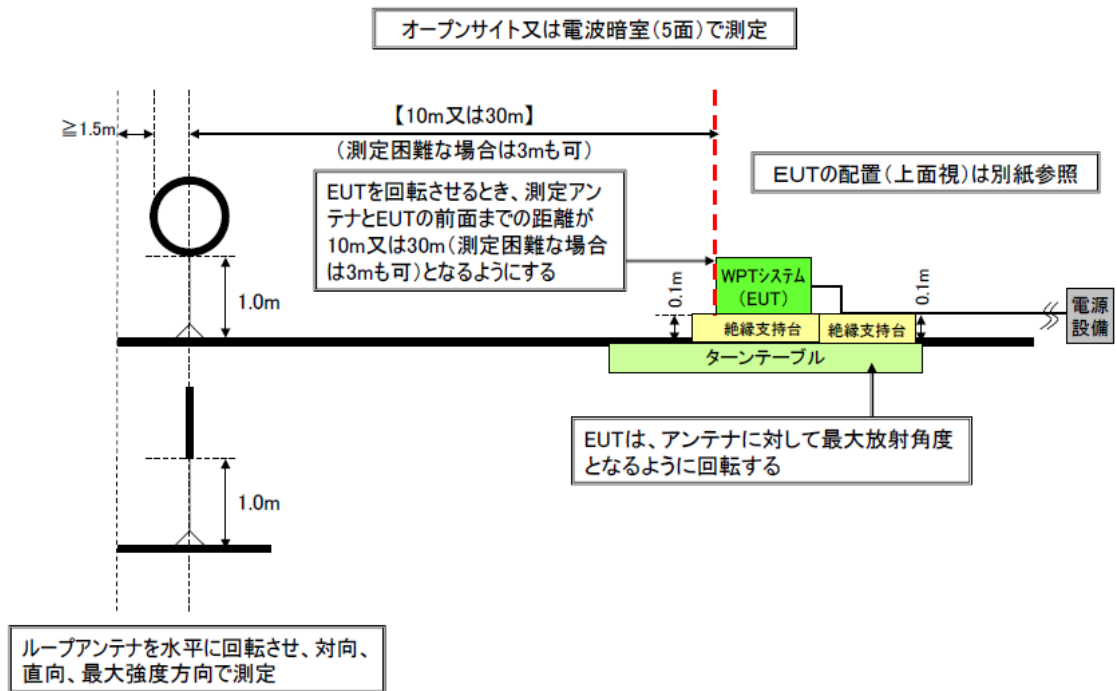 オープンサイト又は電波暗室(5面)で測定
【10m又は30m】
≧1.5m
(測定困難な場合は3mも可)
EUTの配置(上面視)は別紙参照
EUTを回転させるとき、測定アン
テナとEUTの前面までの距離が
10m又は30m(測定困難な場合
は3mも可)となるようにする
1.0m
0.1m
WPTシステム
(EUT)
0.1m
電源
設備
絶縁支持台
絶縁支持台
ターンテーブル
EUTは、アンテナに対して最大放射角度
となるように回転する
1.0m
ループアンテナを水平に回転させ、対向、
直向、最大強度方向で測定